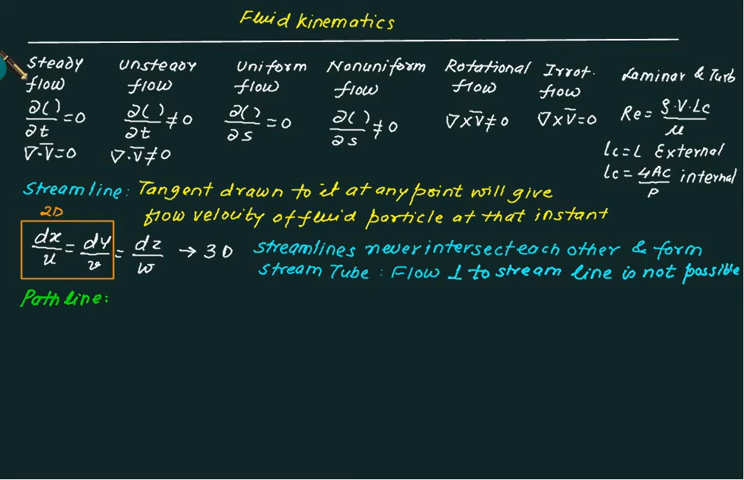 Fluid kinematics
Steady flow
∂( )/∂t = 0
∇·V̅ = 0
Unsteady flow
∂( )/∂t ≠ 0
∇·V̅ ≠ 0
Uniform flow
∂( )/∂s = 0
Nonuniform flow
∂( )/∂s ≠ 0
Rotational flow
∇×V̅ ≠ 0
Irrot. flow
∇×V̅ = 0
Laminar & Turb
Re = ρ·V·Lc/μ
lc = L External
lc = 4Ac/P internal
Streamline: Tangent drawn to it at any point will give
flow velocity of fluid particle at that instant
2D
dx/u = dy/v = dz/w → 3D
streamlines never intersect each other & form
stream Tube : Flow ⊥ to stream line is not possible
Path line: